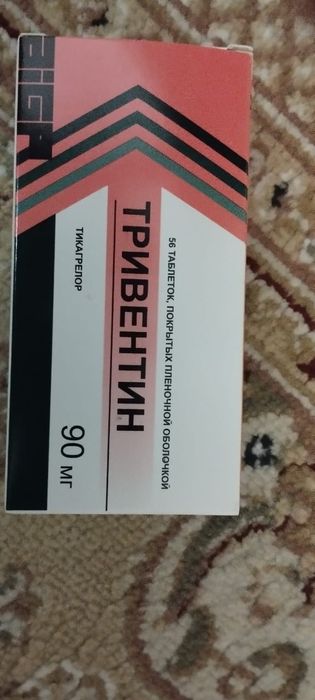 56 ТАБЛЕТОК, ПОКРЫТЫХ ПЛЕНОЧНОЙ ОБОЛОЧКОЙ
ТРИВЕНТИН
ТИКАГРЕЛОР
90 мг